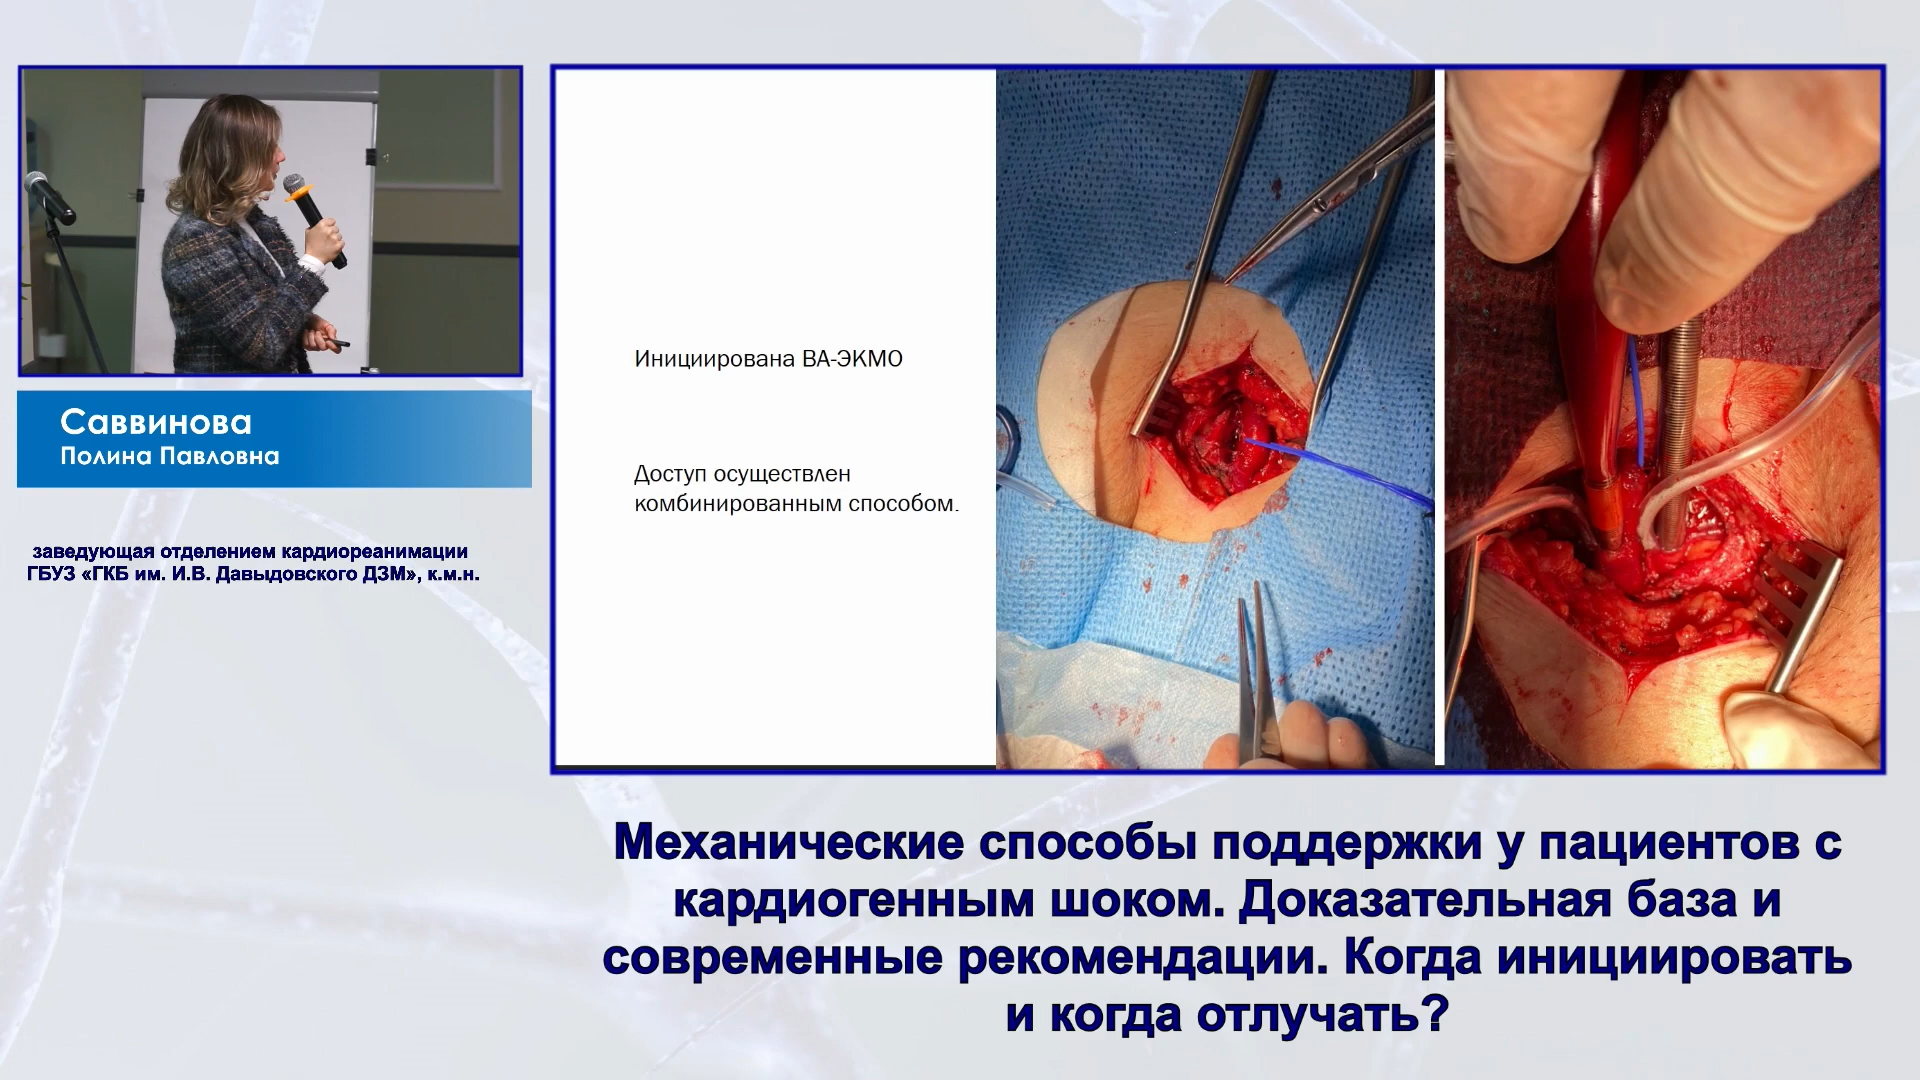 Саввинова
Полина Павловна
заведующая отделением кардиореанимации
ГБУЗ «ГКБ им. И.В. Давыдовского ДЗМ», к.м.н.
Инициирована ВА-ЭКМО
Доступ осуществлен
комбинированным способом.
Механические способы поддержки у пациентов с
кардиогенным шоком. Доказательная база и
современные рекомендации. Когда инициировать
и когда отлучать?